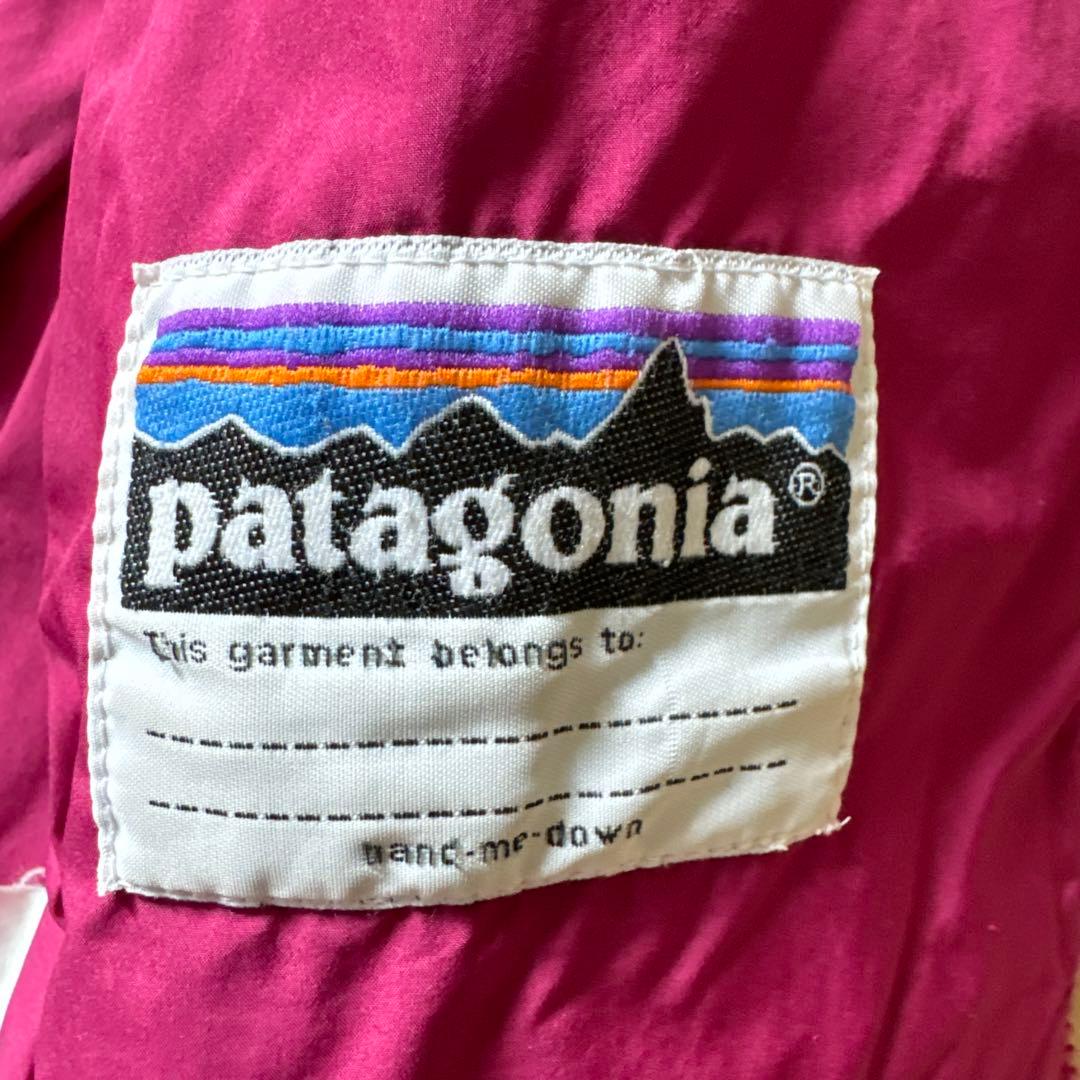 patagonia®
This garment belongs to:
hand-me-down